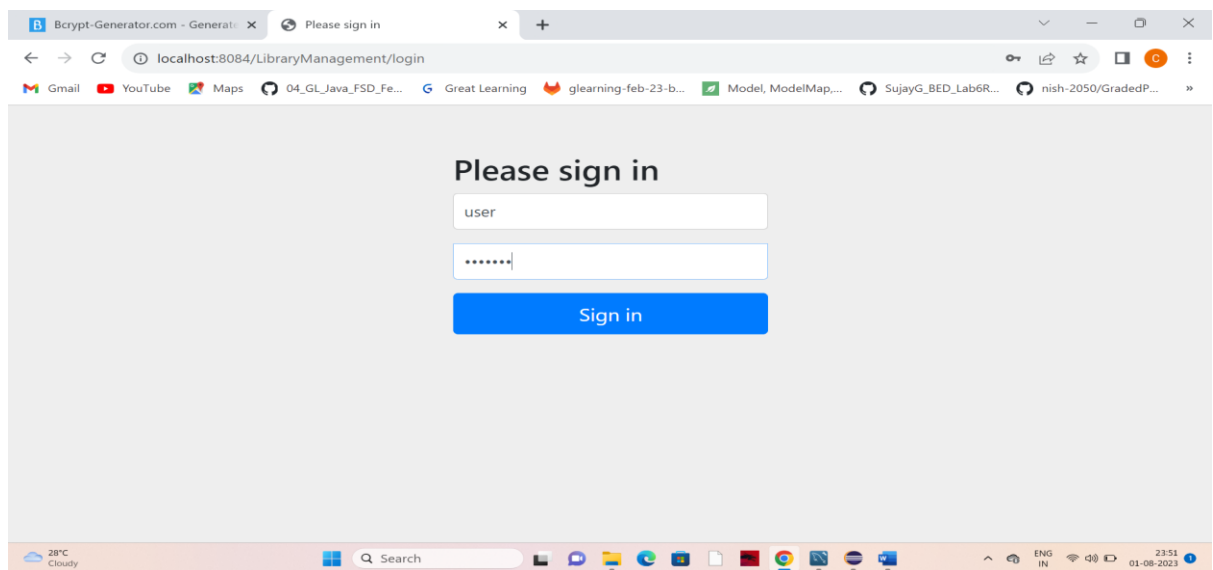 Bcrypt-Generator.com - Generate
Please sign in
localhost:8084/LibraryManagement/login
Gmail YouTube Maps 04_GL_Java_FSD_Fe... Great Learning glearning-feb-23-b... Model, ModelMap,... SujayG_BED_Lab6R... nish-2050/GradedP... »
Please sign in
user
•••••••
Sign in
28°C
Cloudy
Search
ENG
IN
23:51
01-08-2023